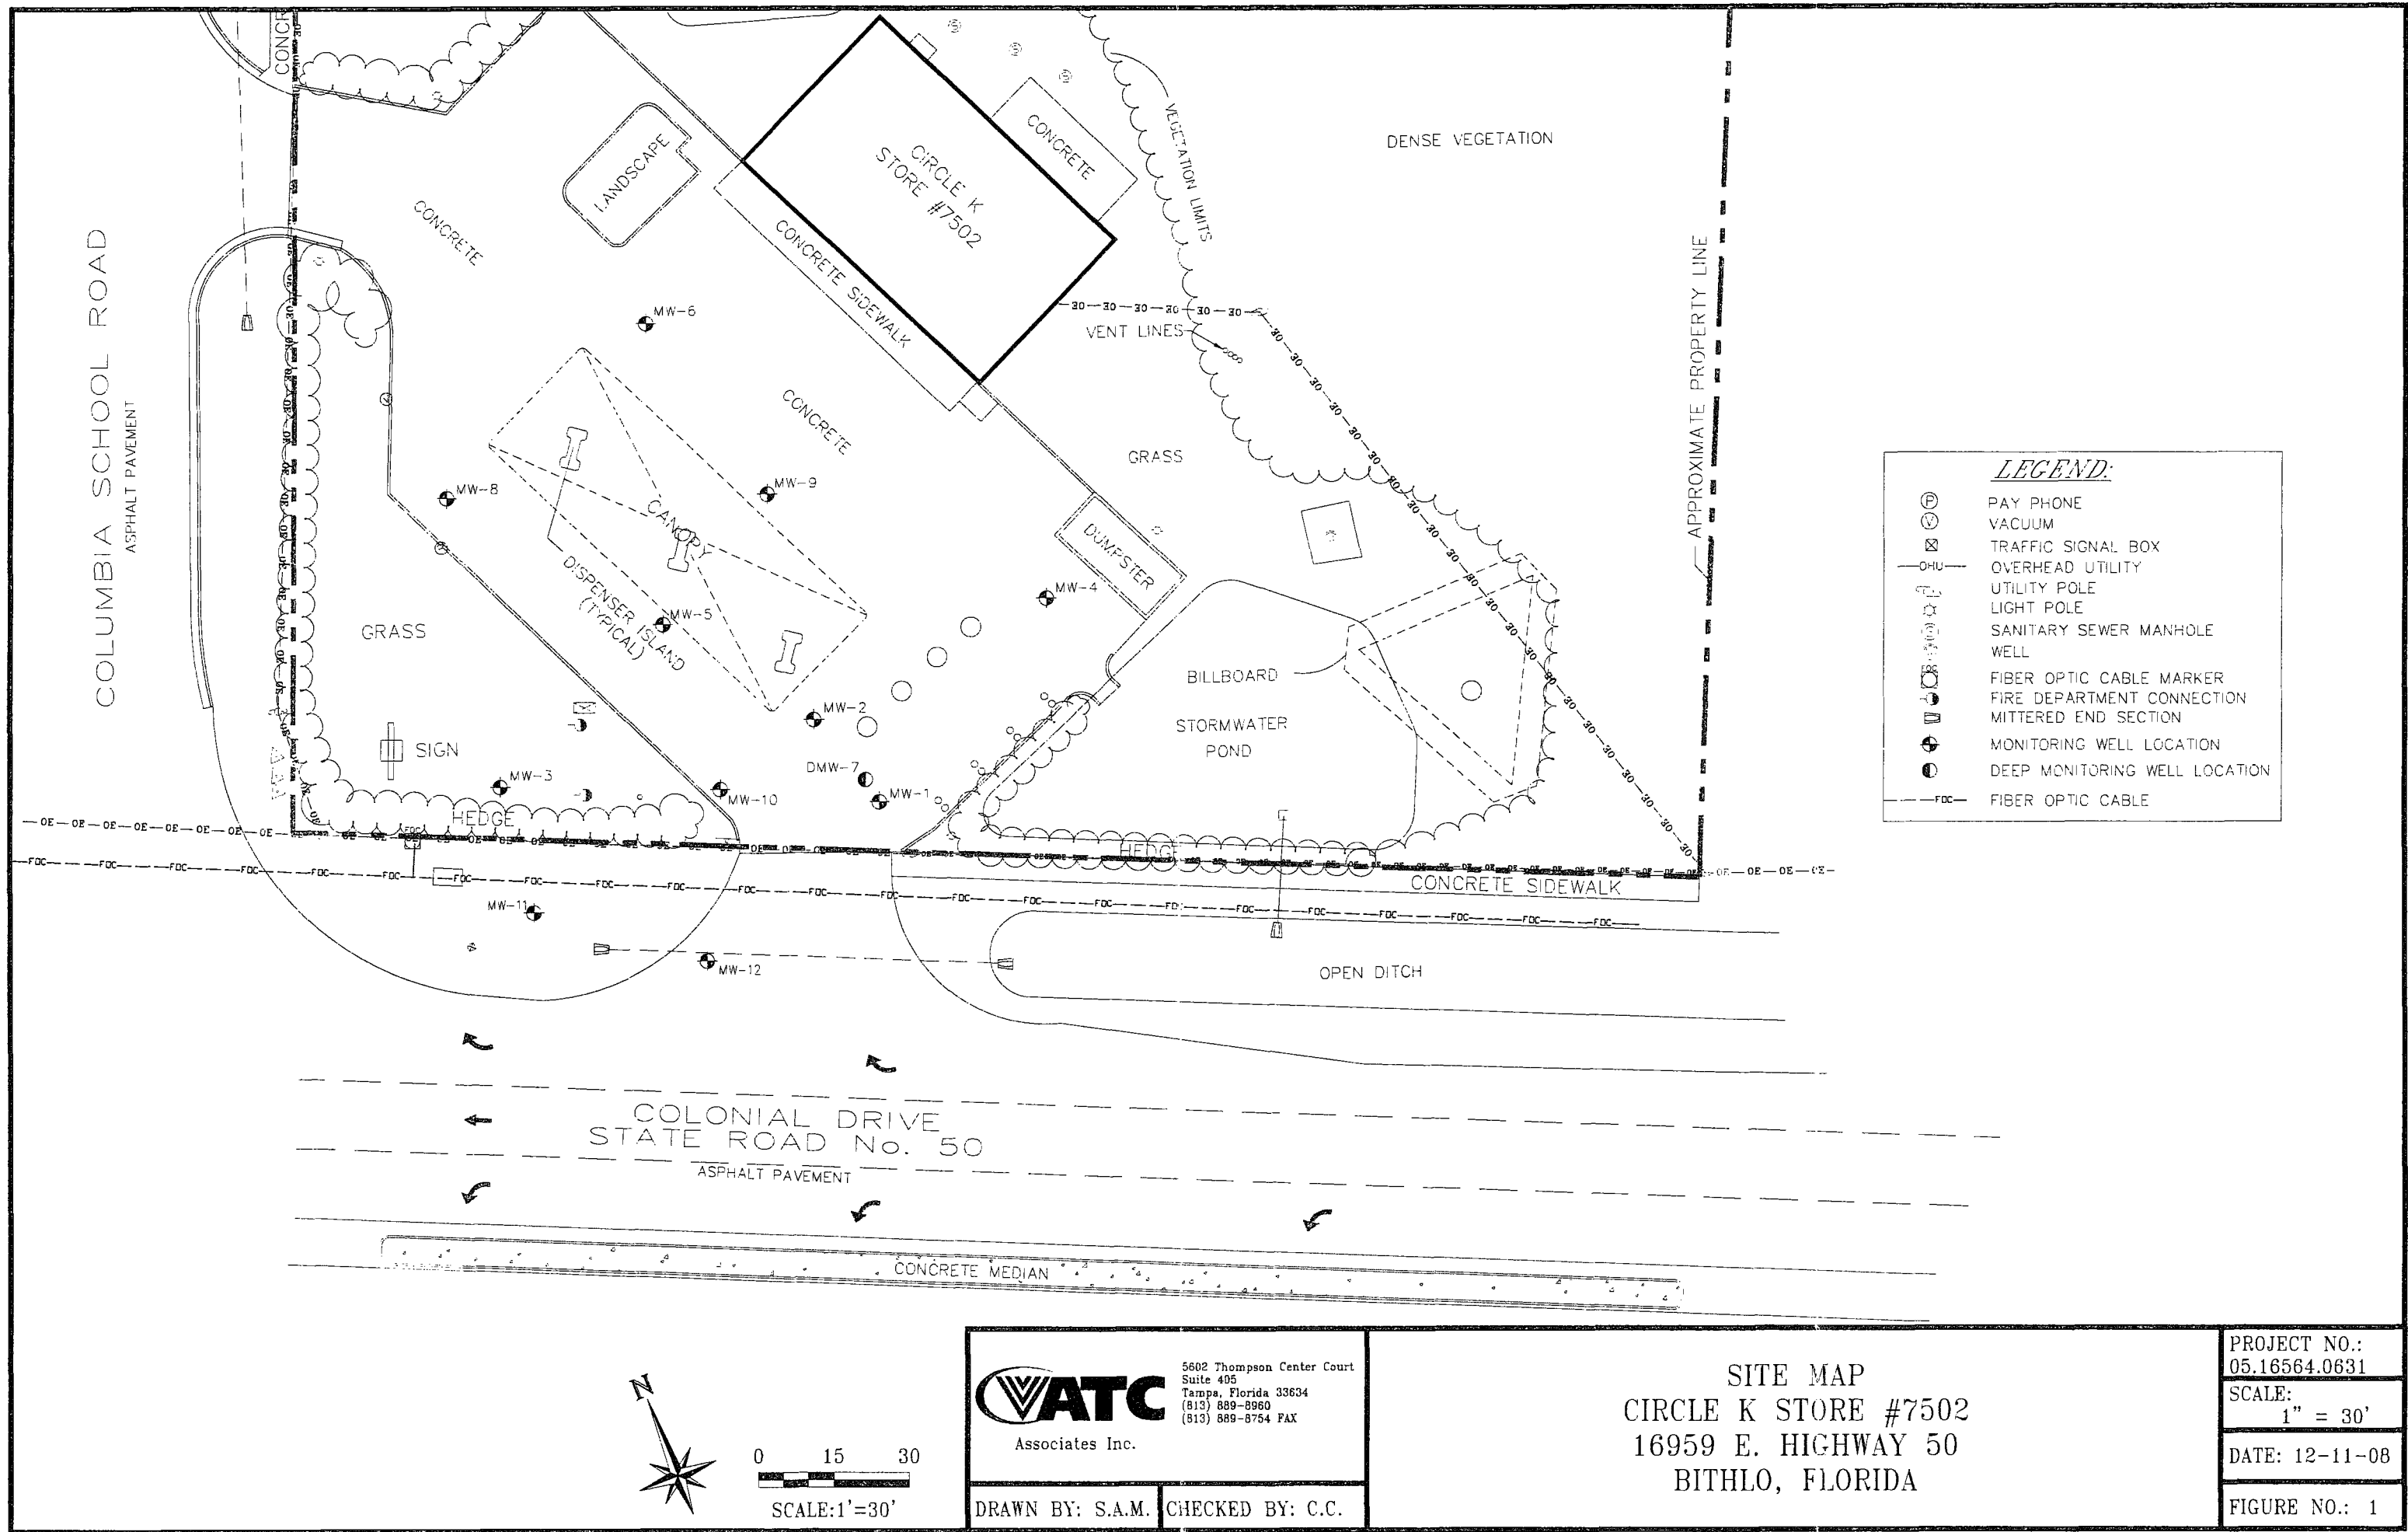 CONCR
COLUMBIA SCHOOL ROAD
ASPHALT PAVEMENT
CONCRETE
LANDSCAPE
CIRCLE K
STORE #7502
CONCRETE
CONCRETE SIDEWALK
VEGETATION LIMITS
DENSE VEGETATION
APPROXIMATE PROPERTY LINE
MW-6
VENT LINES
CONCRETE
GRASS
MW-8
MW-9
CANOPY
DUMPSTER
DISPENSER ISLAND
(TYPICAL)
MW-4
MW-5
GRASS
BILLBOARD
STORMWATER
POND
MW-2
SIGN
DMW-7
MW-3
MW-10
MW-1
HEDGE
HEDGE
CONCRETE SIDEWALK
MW-11
MW-12
OPEN DITCH
COLONIAL DRIVE
STATE ROAD No. 50
ASPHALT PAVEMENT
CONCRETE MEDIAN
LEGEND:
P PAY PHONE
V VACUUM
TRAFFIC SIGNAL BOX
OHU OVERHEAD UTILITY
UTILITY POLE
LIGHT POLE
SANITARY SEWER MANHOLE
WELL
FIBER OPTIC CABLE MARKER
FIRE DEPARTMENT CONNECTION
MITTERED END SECTION
MONITORING WELL LOCATION
DEEP MONITORING WELL LOCATION
FOC FIBER OPTIC CABLE
N
0 15 30
SCALE:1'=30'
ATC
Associates Inc.
5602 Thompson Center Court
Suite 405
Tampa, Florida 33634
(813) 889-8960
(813) 889-8754 FAX
DRAWN BY: S.A.M.
CHECKED BY: C.C.
SITE MAP
CIRCLE K STORE #7502
16959 E. HIGHWAY 50
BITHLO, FLORIDA
PROJECT NO.:
05.16564.0631
SCALE:
1" = 30'
DATE: 12-11-08
FIGURE NO.: 1